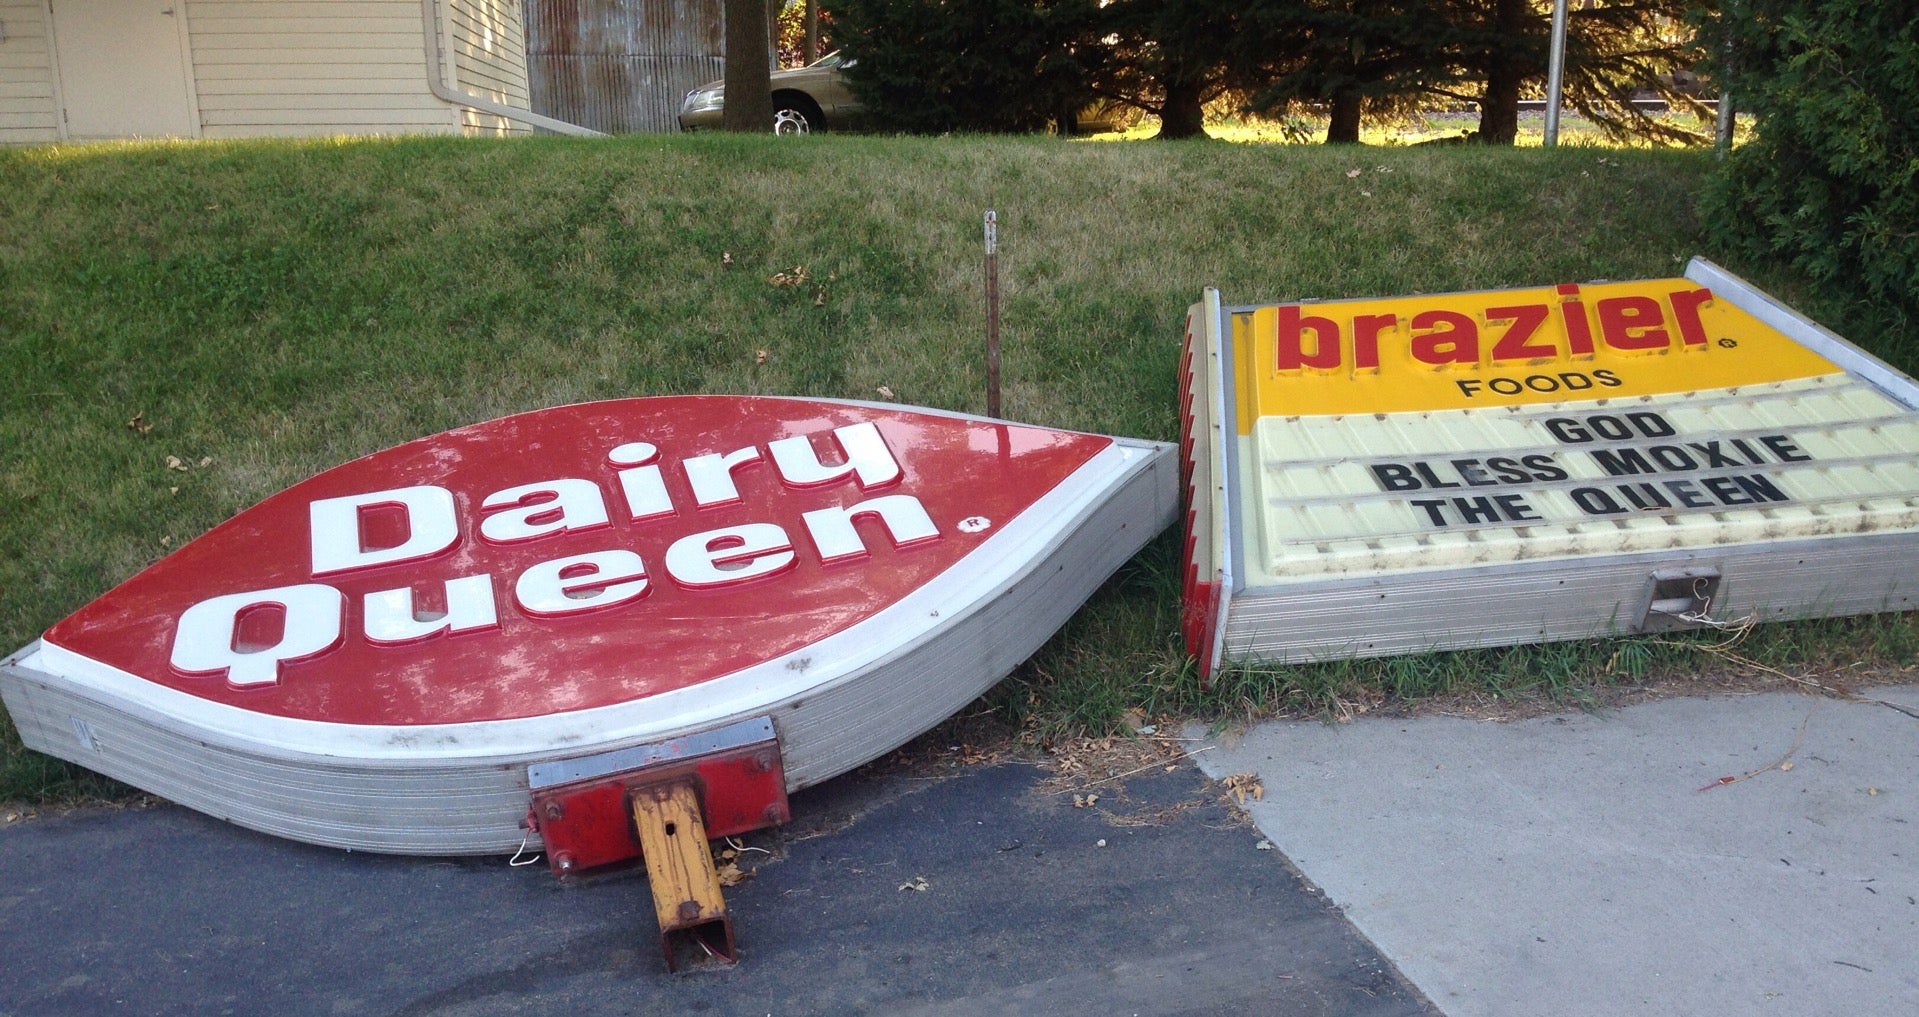 Dairy
Queen®
brazier®
FOODS
GOD
BLESS MOXIE
THE QUEEN